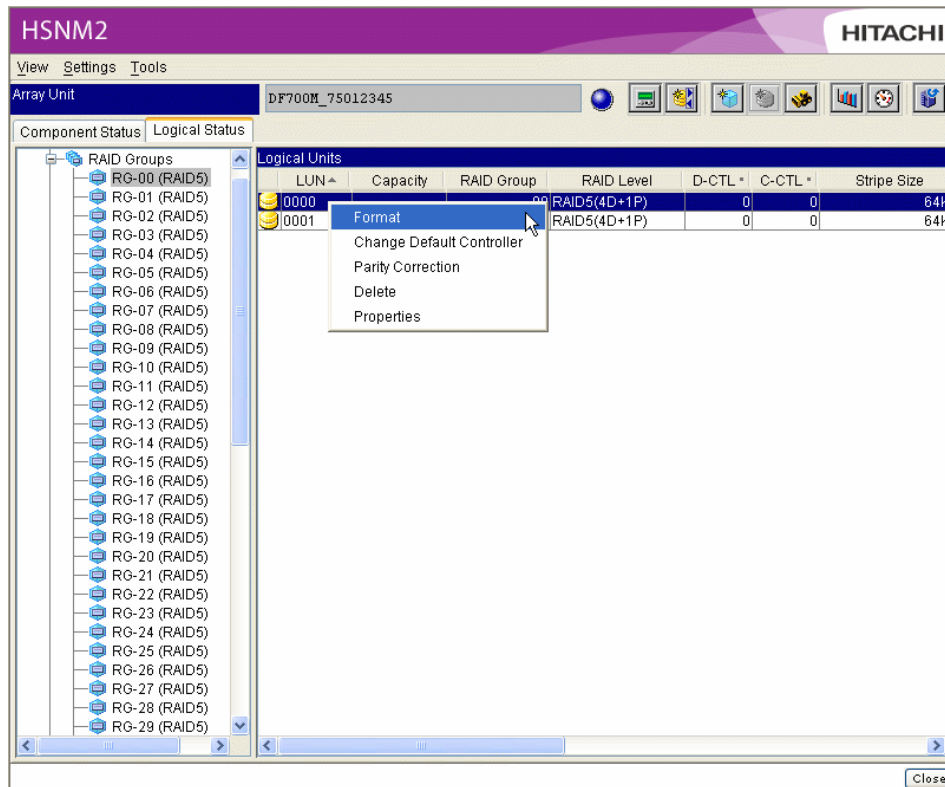 HSNM2
HITACHI
View Settings Tools
Array Unit
DF700M_75012345
Component Status Logical Status
RAID Groups
RG-00 (RAID5)
RG-01 (RAID5)
RG-02 (RAID5)
RG-03 (RAID5)
RG-04 (RAID5)
RG-05 (RAID5)
RG-06 (RAID5)
RG-07 (RAID5)
RG-08 (RAID5)
RG-09 (RAID5)
RG-10 (RAID5)
RG-11 (RAID5)
RG-12 (RAID5)
RG-13 (RAID5)
RG-14 (RAID5)
RG-15 (RAID5)
RG-16 (RAID5)
RG-17 (RAID5)
RG-18 (RAID5)
RG-19 (RAID5)
RG-20 (RAID5)
RG-21 (RAID5)
RG-22 (RAID5)
RG-23 (RAID5)
RG-24 (RAID5)
RG-25 (RAID5)
RG-26 (RAID5)
RG-27 (RAID5)
RG-28 (RAID5)
RG-29 (RAID5)
Logical Units
LUN Capacity RAID Group RAID Level D-CTL * C-CTL * Stripe Size
0000 RAID5(4D+1P) 0 0 64K
0001 RAID5(4D+1P) 0 0 64K
Format
Change Default Controller
Parity Correction
Delete
Properties
Close